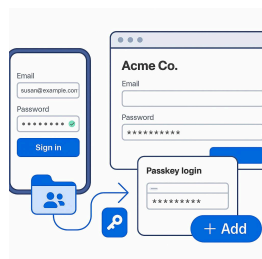 Email
susan@example.com
Password
••••••••
Sign in
Acme Co.
Email
Password
**********
Passkey login
*********
+ Add